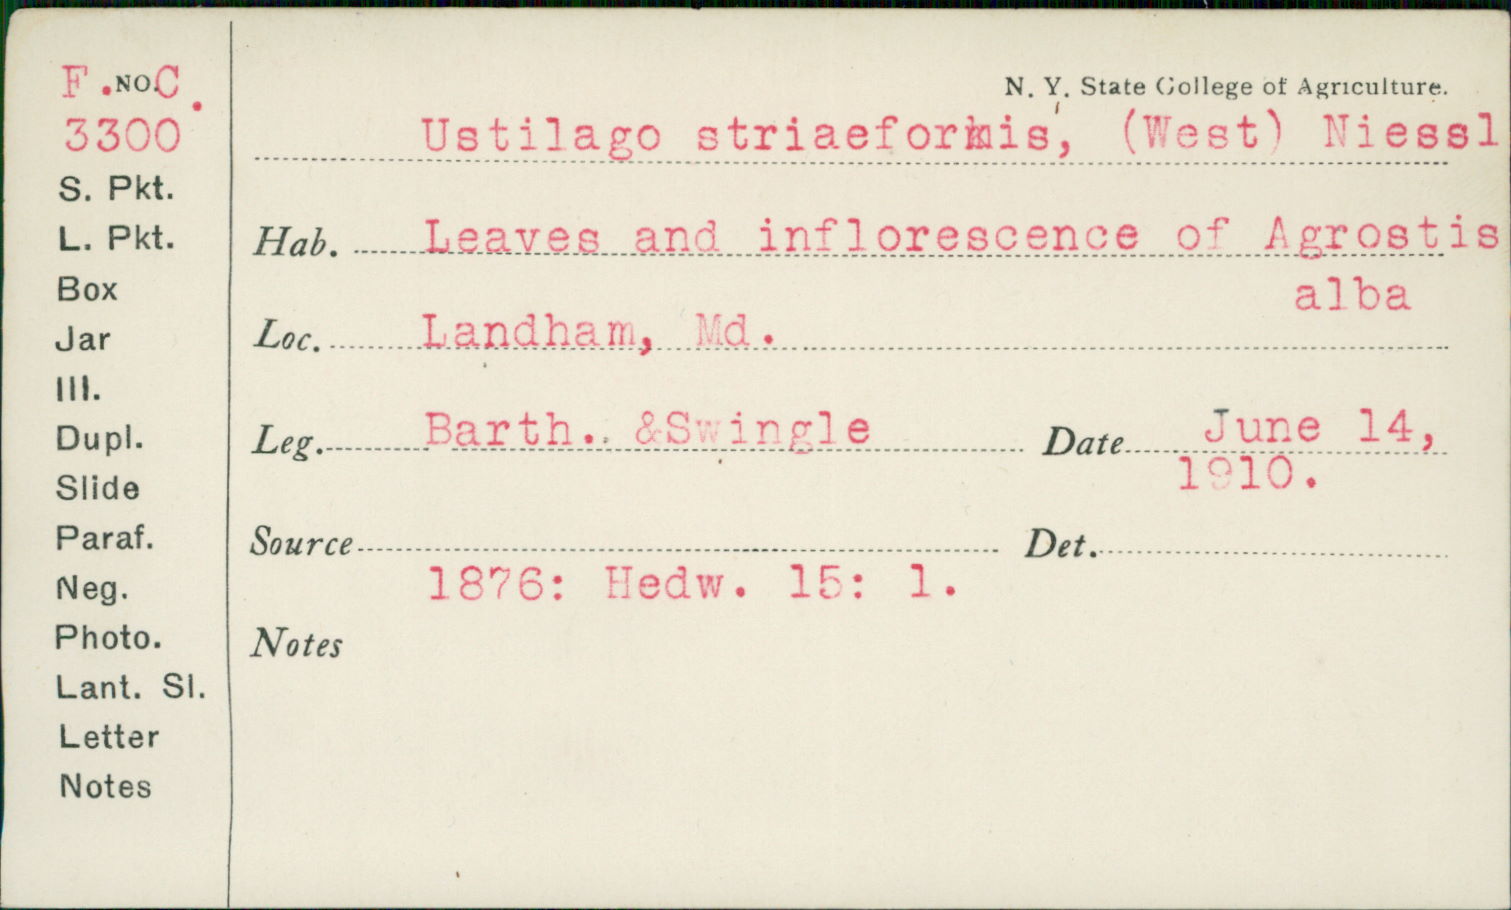 F. NO. C.
3300
S. Pkt.
L. Pkt.
Box
Jar
Ill.
Dupl.
Slide
Paraf.
Neg.
Photo.
Lant. Sl.
Letter
Notes
N. Y. State College of Agriculture.
Ustilago striaeformis, (West) Niessl
Hab. Leaves and inflorescence of Agrostis
alba
Loc. Landham, Md.
Leg. Barth. &Swingle Date June 14,
1910.
Source Det.
1876: Hedw. 15: 1.
Notes